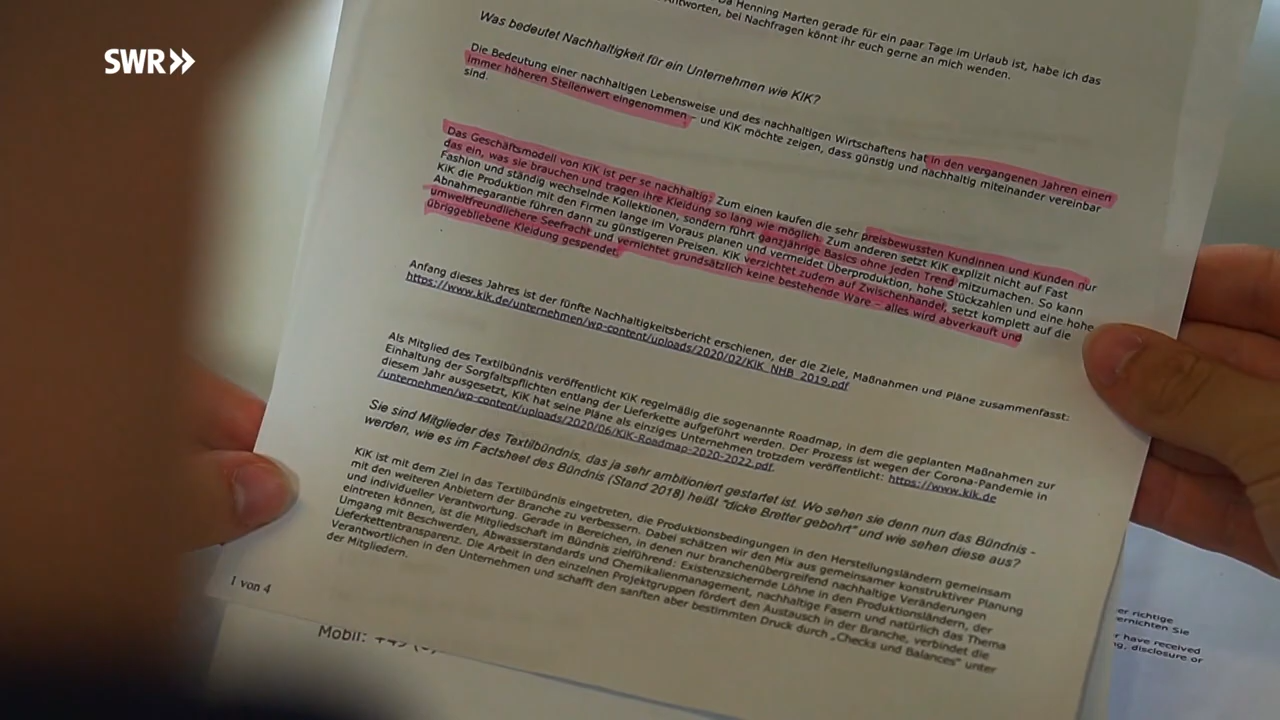 SWR»
Da Henning Marten gerade für ein paar Tage im Urlaub ist, habe ich das
antworten, bei Nachfragen könnt ihr euch gerne an mich wenden.
Was bedeutet Nachhaltigkeit für ein Unternehmen wie KiK?
Die Bedeutung einer nachhaltigen Lebensweise und des nachhaltigen Wirtschaftens hat in den vergangenen Jahren einen
immer höheren Stellenwert eingenommen – und KiK möchte zeigen, dass günstig und nachhaltig miteinander vereinbar
sind.
Das Geschäftsmodell von KiK ist per se nachhaltig: Zum einen kaufen die sehr preisbewussten Kundinnen und Kunden nur
das ein, was sie brauchen und tragen ihre Kleidung so lang wie möglich. Zum anderen setzt KiK explizit nicht auf Fast
Fashion und ständig wechselnde Kollektionen, sondern führt ganzjährige Basics ohne jeden Trend mitzumachen. So kann
KiK die Produktion mit den Firmen lange im Voraus planen und vermeidet Überproduktion, hohe Stückzahlen und eine hohe
Abnahmegarantie führen dann zu günstigeren Preisen. KiK verzichtet zudem auf Zwischenhandel, setzt komplett auf die
umweltfreundlichere Seefracht und vernichtet grundsätzlich keine bestehende Ware – alles wird abverkauft und
übriggebliebene Kleidung gespendet.
Anfang dieses Jahres ist der fünfte Nachhaltigkeitsbericht erschienen, der die Ziele, Maßnahmen und Pläne zusammenfasst:
https://www.kik.de/unternehmen/wp-content/uploads/2020/02/KiK_NHB_2019.pdf
Als Mitglied des Textilbündnis veröffentlicht KiK regelmäßig die sogenannte Roadmap, in dem die geplanten Maßnahmen zur
Einhaltung der Sorgfaltspflichten entlang der Lieferkette aufgeführt werden. Der Prozess ist wegen der Corona-Pandemie in
diesem Jahr ausgesetzt, KiK hat seine Pläne als einziges Unternehmen trotzdem veröffentlicht: https://www.kik.de
/unternehmen/wp-content/uploads/2020/06/KiK-Roadmap-2020-2022.pdf.
Sie sind Mitglieder des Textilbündnis, das ja sehr ambitioniert gestartet ist. Wo sehen sie denn nun das Bündnis -
werden, wie es im Factsheet des Bündnis (Stand 2018) heißt "dicke Bretter gebohrt" und wie sehen diese aus?
KiK ist mit dem Ziel in das Textilbündnis eingetreten, die Produktionsbedingungen in den Herstellungsländern gemeinsam
mit den weiteren Anbietern der Branche zu verbessern. Dabei schätzen wir den Mix aus gemeinsamer konstruktiver Planung
und individueller Verantwortung. Gerade in Bereichen, in denen nur branchenübergreifend nachhaltige Veränderungen
eintreten können, ist die Mitgliedschaft im Bündnis zielführend: Existenzsichernde Löhne in den Produktionsländern, der
Umgang mit Beschwerden, Abwasserstandards und Chemikalienmanagement, nachhaltige Fasern und natürlich das Thema
Lieferkettentransparenz. Die Arbeit in den einzelnen Projektgruppen fördert den Austausch in der Branche, verbindet die
Verantwortlichen in den Unternehmen und schafft den sanften aber bestimmten Druck durch „Checks und Balances" unter
der Mitgliedern.
1 von 4
Mobil:
er richtige
ernichten Sie
r have received
g, disclosure or